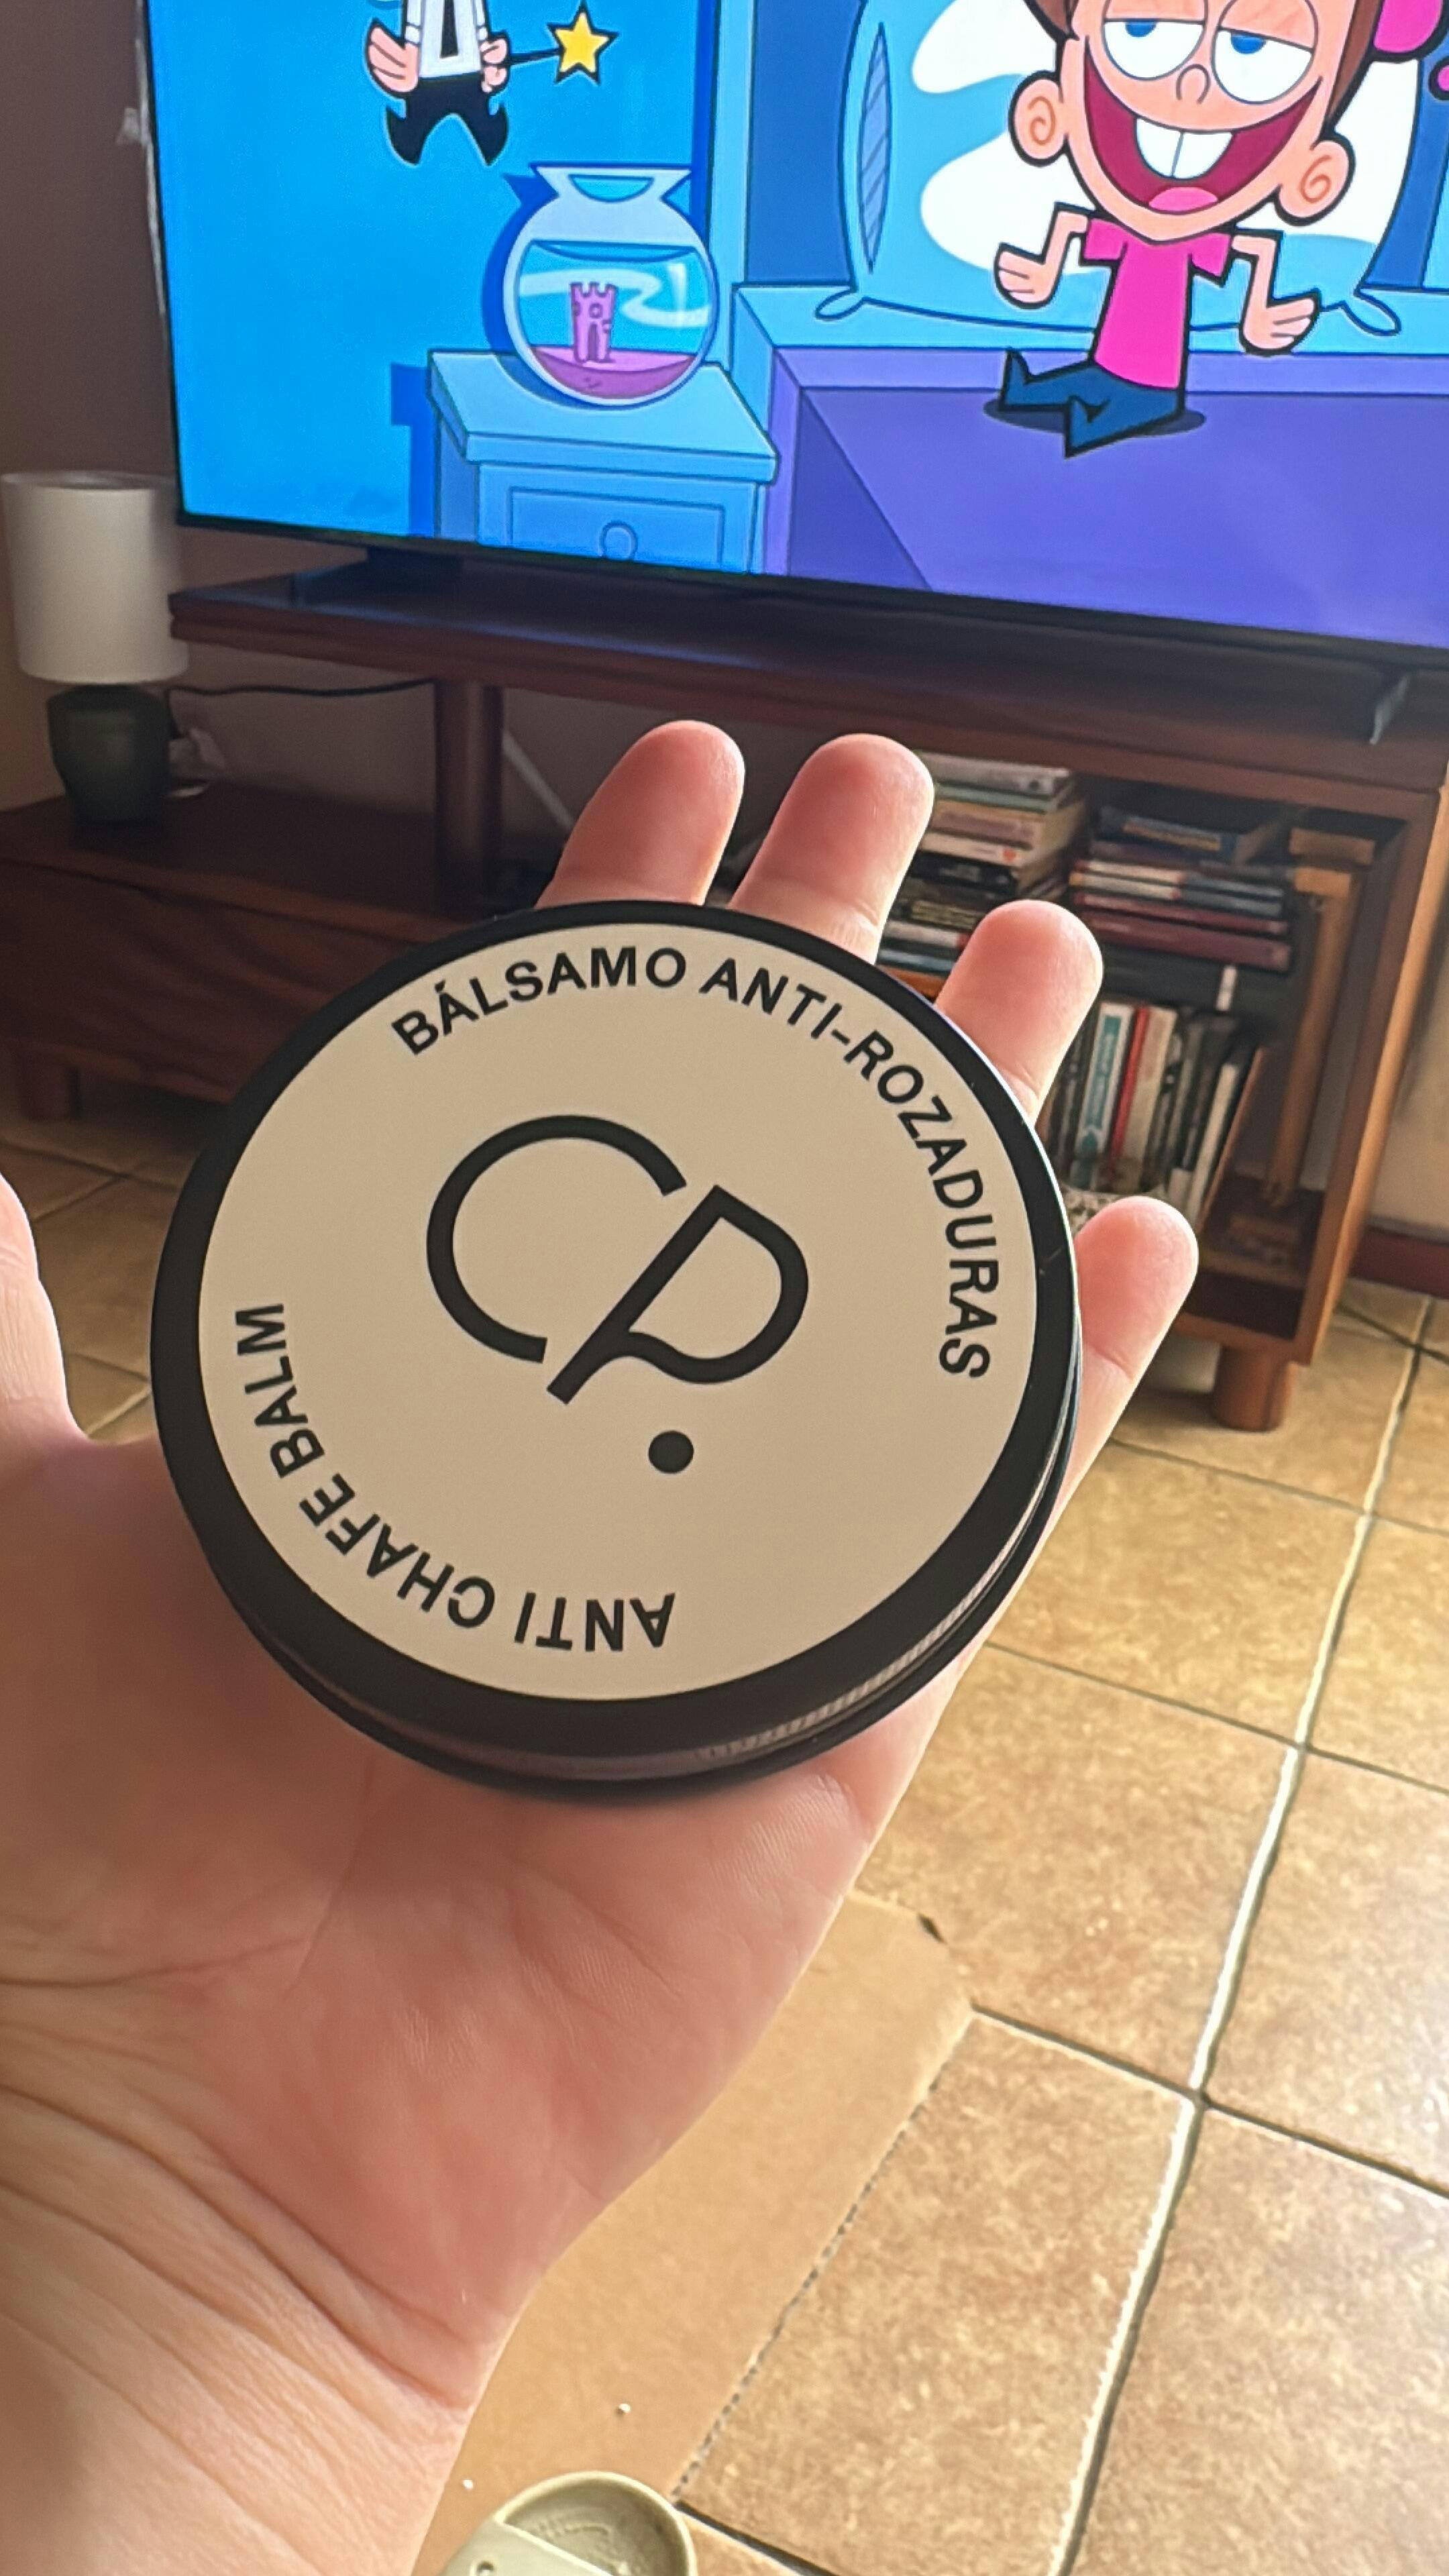 BÁLSAMO ANTI-ROZADURAS
CP.
ANTI CHAFE BALM